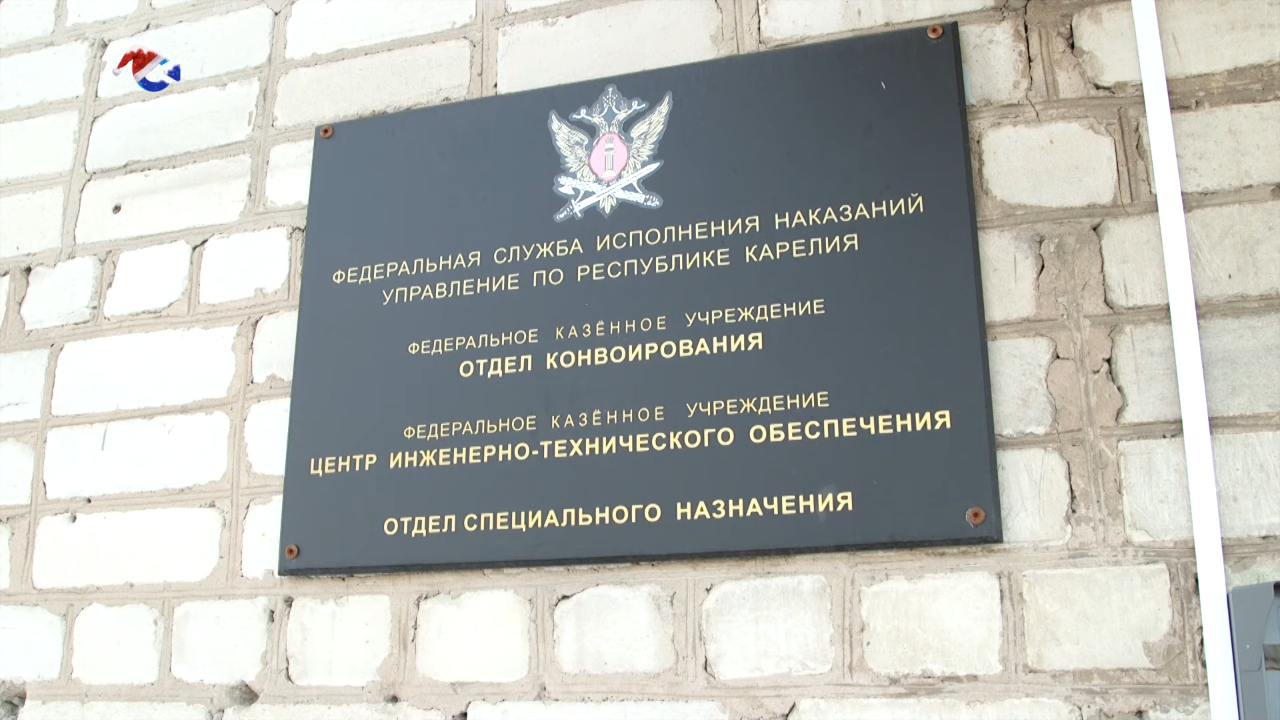 ФЕДЕРАЛЬНАЯ СЛУЖБА ИСПОЛНЕНИЯ НАКАЗАНИЙ
УПРАВЛЕНИЕ ПО РЕСПУБЛИКЕ КАРЕЛИЯ
ФЕДЕРАЛЬНОЕ КАЗЁННОЕ УЧРЕЖДЕНИЕ
ОТДЕЛ КОНВОИРОВАНИЯ
ФЕДЕРАЛЬНОЕ КАЗЁННОЕ УЧРЕЖДЕНИЕ
ЦЕНТР ИНЖЕНЕРНО-ТЕХНИЧЕСКОГО ОБЕСПЕЧЕНИЯ
ОТДЕЛ СПЕЦИАЛЬНОГО НАЗНАЧЕНИЯ